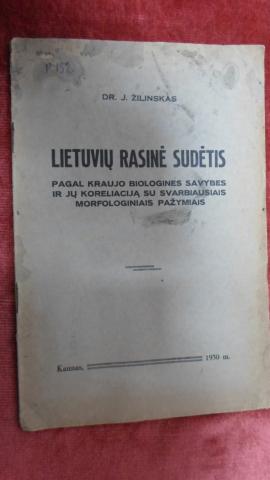 DR. J. ŽILINSKAS
LIETUVIŲ RASINĖ SUDĖTIS
PAGAL KRAUJO BIOLOGINES SAVYBES
IR JŲ KORELIACIJĄ SU SVARBIAUSIAIS
MORFOLOGINIAIS PAŽYMIAIS
Kaunas, 1930 m.